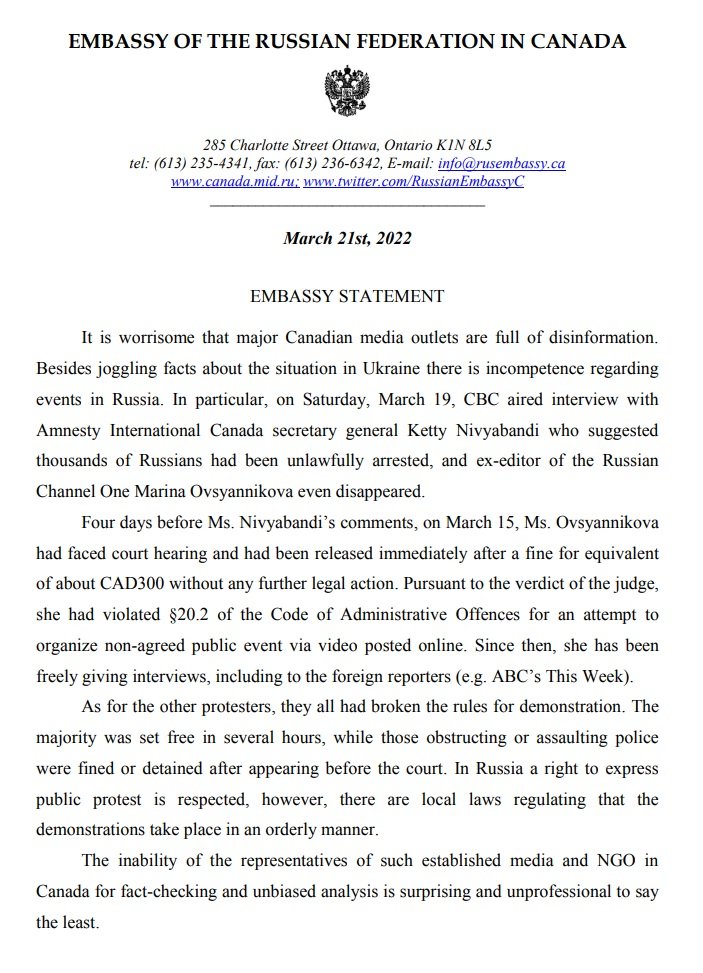 EMBASSY OF THE RUSSIAN FEDERATION IN CANADA
285 Charlotte Street Ottawa, Ontario K1N 8L5
tel: (613) 235-4341, fax: (613) 236-6342, E-mail: info@rusembassy.ca
www.canada.mid.ru; www.twitter.com/RussianEmbassyC
March 21st, 2022
EMBASSY STATEMENT
It is worrisome that major Canadian media outlets are full of disinformation.
Besides joggling facts about the situation in Ukraine there is incompetence regarding
events in Russia. In particular, on Saturday, March 19, CBC aired interview with
Amnesty International Canada secretary general Ketty Nivyabandi who suggested
thousands of Russians had been unlawfully arrested, and ex-editor of the Russian
Channel One Marina Ovsyannikova even disappeared.
Four days before Ms. Nivyabandi's comments, on March 15, Ms. Ovsyannikova
had faced court hearing and had been released immediately after a fine for equivalent
of about CAD300 without any further legal action. Pursuant to the verdict of the judge,
she had violated §20.2 of the Code of Administrative Offences for an attempt to
organize non-agreed public event via video posted online. Since then, she has been
freely giving interviews, including to the foreign reporters (e.g. ABC's This Week).
As for the other protesters, they all had broken the rules for demonstration. The
majority was set free in several hours, while those obstructing or assaulting police
were fined or detained after appearing before the court. In Russia a right to express
public protest is respected, however, there are local laws regulating that the
demonstrations take place in an orderly manner.
The inability of the representatives of such established media and NGO in
Canada for fact-checking and unbiased analysis is surprising and unprofessional to say
the least.